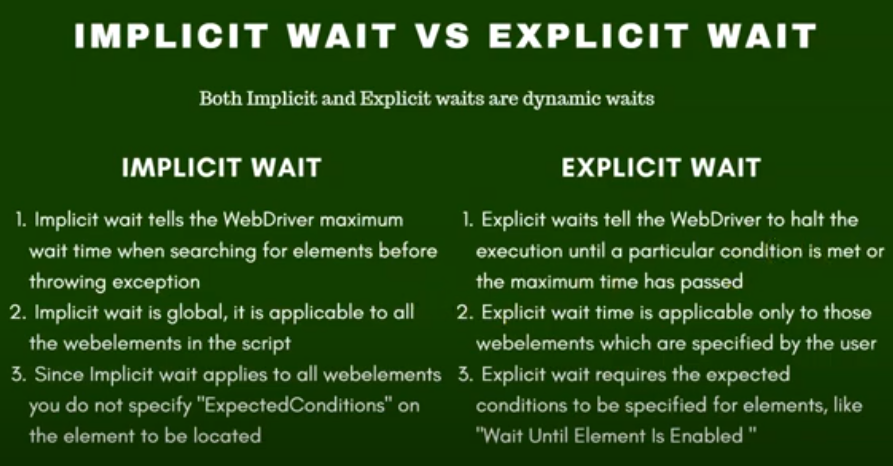 IMPLICIT WAIT VS EXPLICIT WAIT
Both Implicit and Explicit waits are dynamic waits
IMPLICIT WAIT
1. Implicit wait tells the WebDriver maximum
wait time when searching for elements before
throwing exception
2. Implicit wait is global, it is applicable to all
the webelements in the script
3. Since Implicit wait applies to all webelements
you do not specify "ExpectedConditions" on
the element to be located
EXPLICIT WAIT
1. Explicit waits tell the WebDriver to halt the
execution until a particular condition is met or
the maximum time has passed
2. Explicit wait time is applicable only to those
webelements which are specified by the user
3. Explicit wait requires the expected
conditions to be specified for elements, like
"Wait Until Element Is Enabled "